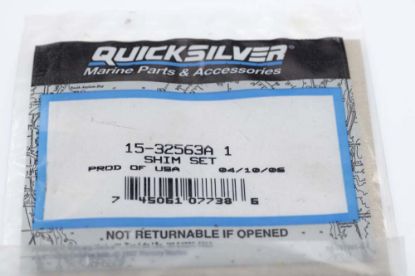 QUICKSILVER
Marine Parts & Accessories
15-32563A 1
SHIM SET
PROD OF USA 04/10/06
7 45061 07738 6
NOT RETURNABLE IF OPENED